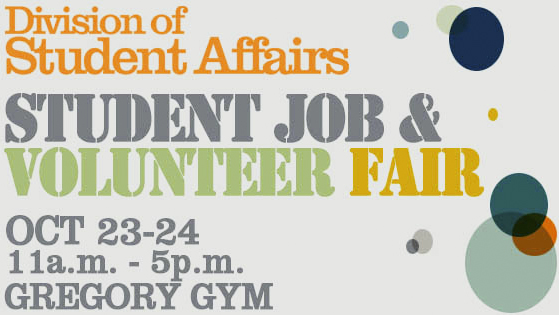 Division of
Student Affairs
STUDENT JOB &
VOLUNTEER FAIR
OCT 23-24
11a.m. - 5p.m.
GREGORY GYM